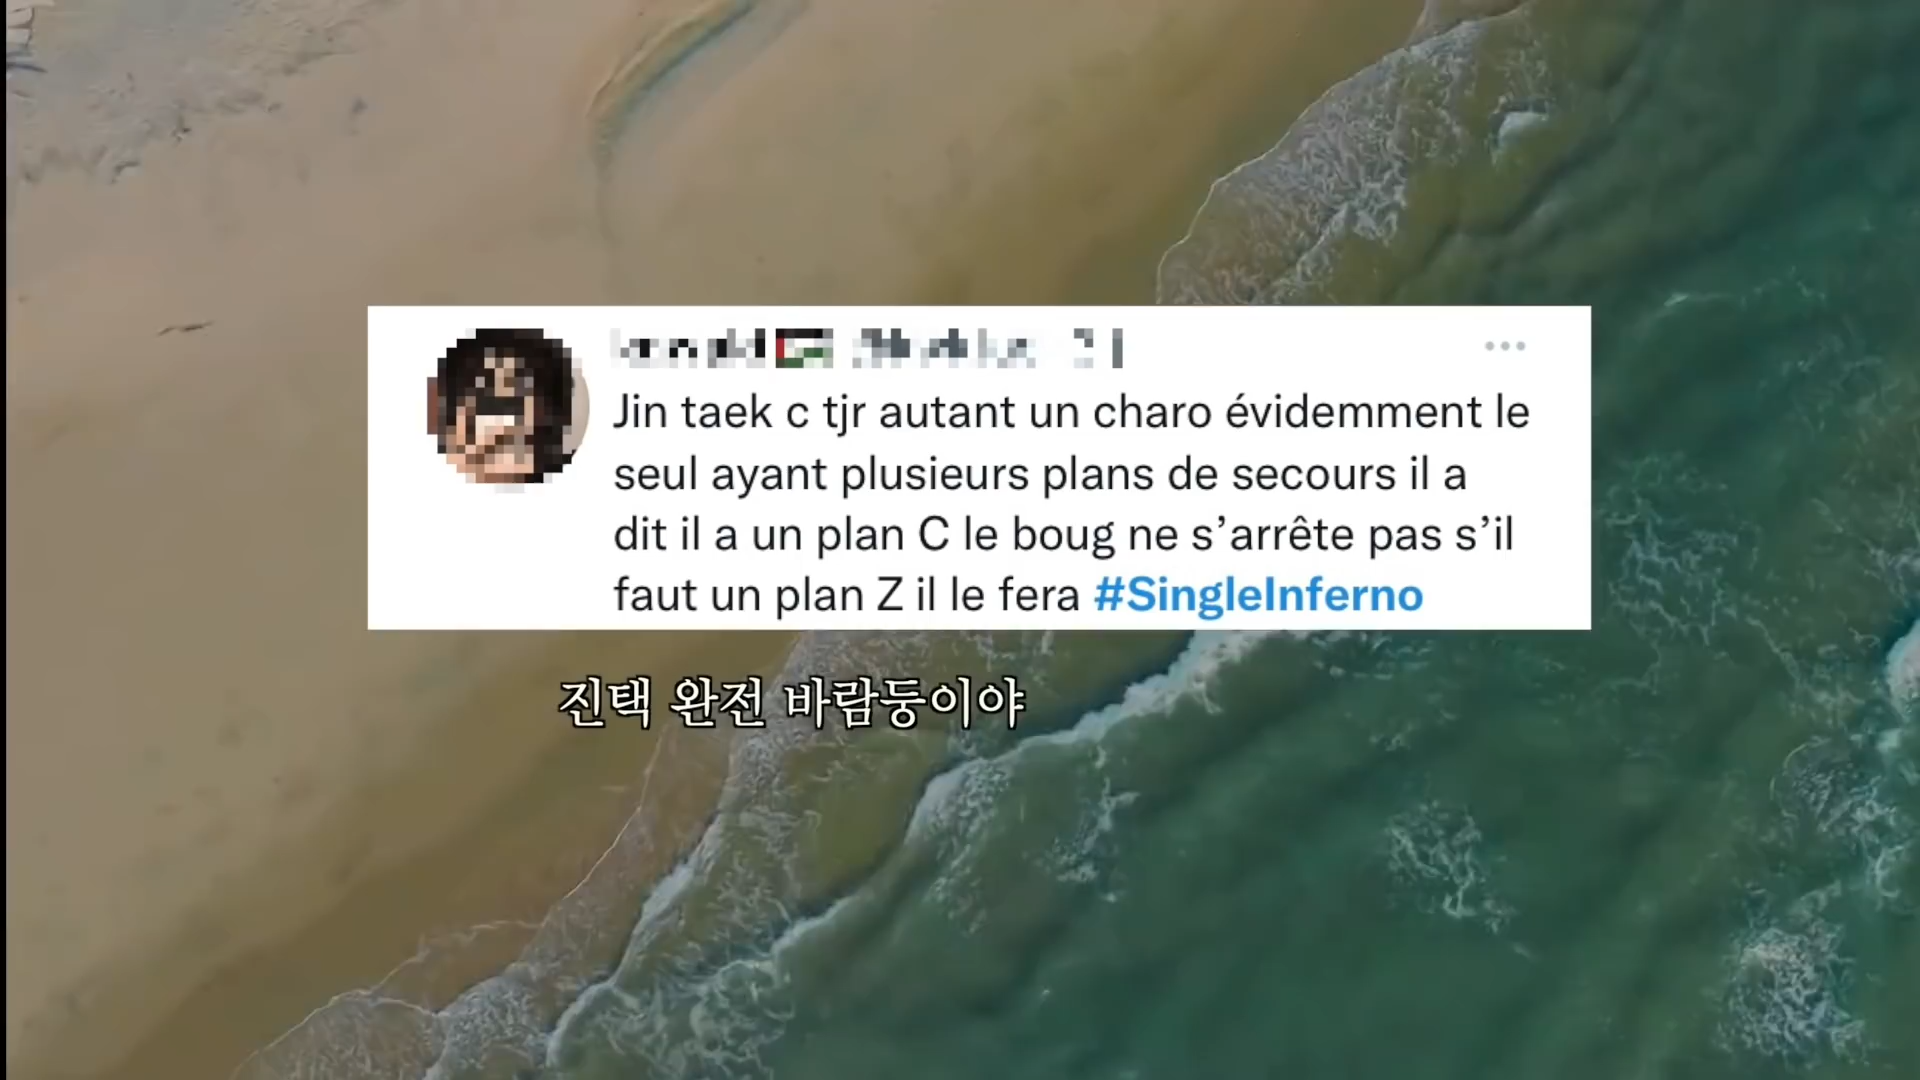 Jin taek c tjr autant un charo évidemment le
seul ayant plusieurs plans de secours il a
dit il a un plan C le boug ne s’arrête pas s’il
faut un plan Z il le fera #SingleInferno
진택 완전 바람둥이야